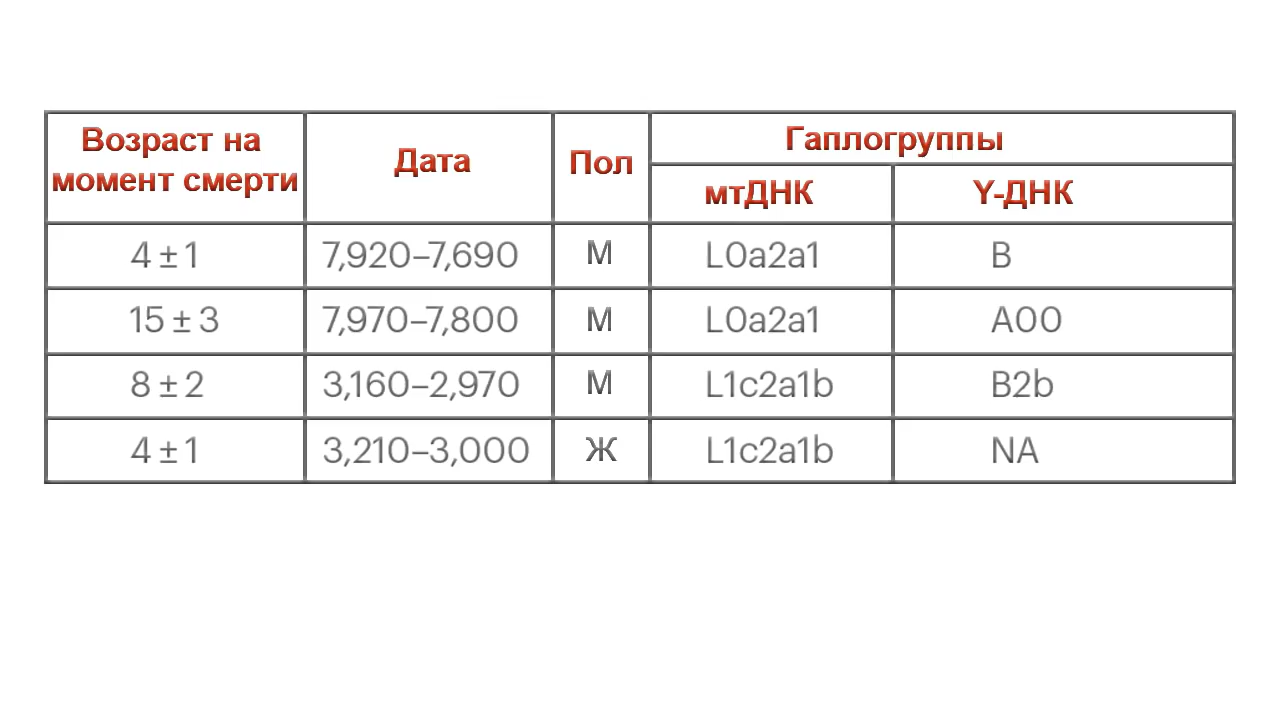 Возраст на
момент смерти
Дата
Пол
Гаплогруппы
мтДНК
Y-ДНК
4 ± 1 7,920–7,690 М L0a2a1 B
15 ± 3 7,970–7,800 М L0a2a1 A00
8 ± 2 3,160–2,970 М L1c2a1b B2b
4 ± 1 3,210–3,000 Ж L1c2a1b NA